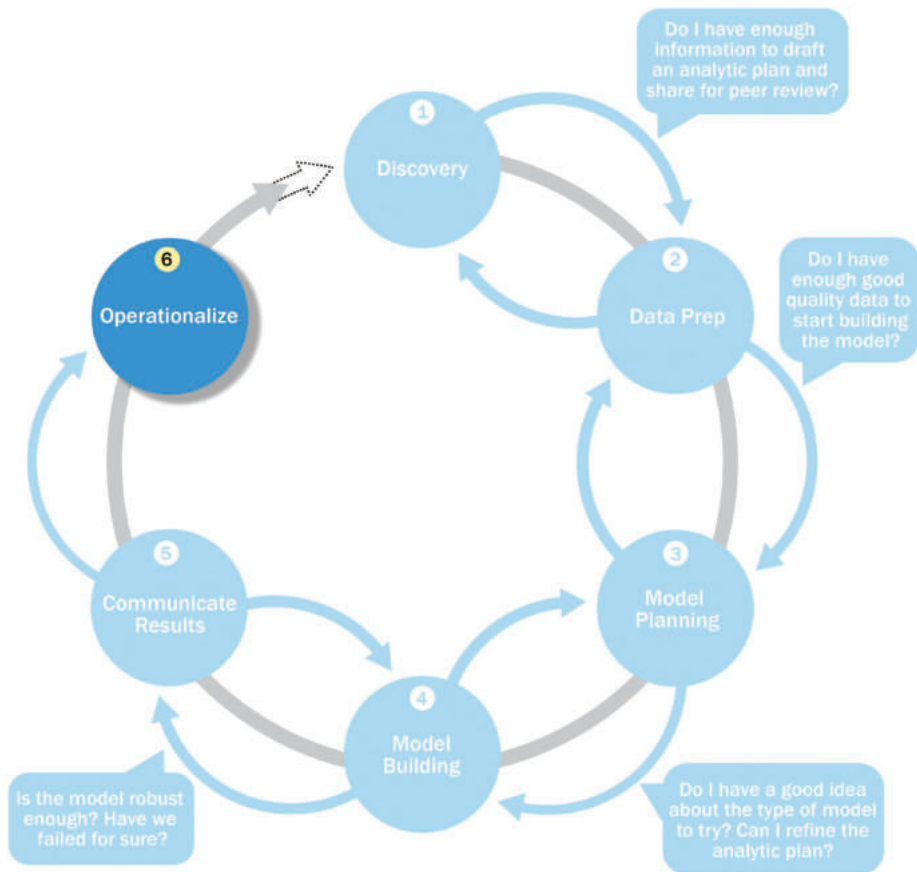 Do I have enough
information to draft
an analytic plan and
share for peer review?
1
Discovery
2
Data Prep
Do I have
enough good
quality data to
start building
the model?
3
Model
Planning
Do I have a good idea
about the type of model
to try? Can I refine the
analytic plan?
4
Model
Building
Is the model robust
enough? Have we
failed for sure?
5
Communicate
Results
6
Operationalize